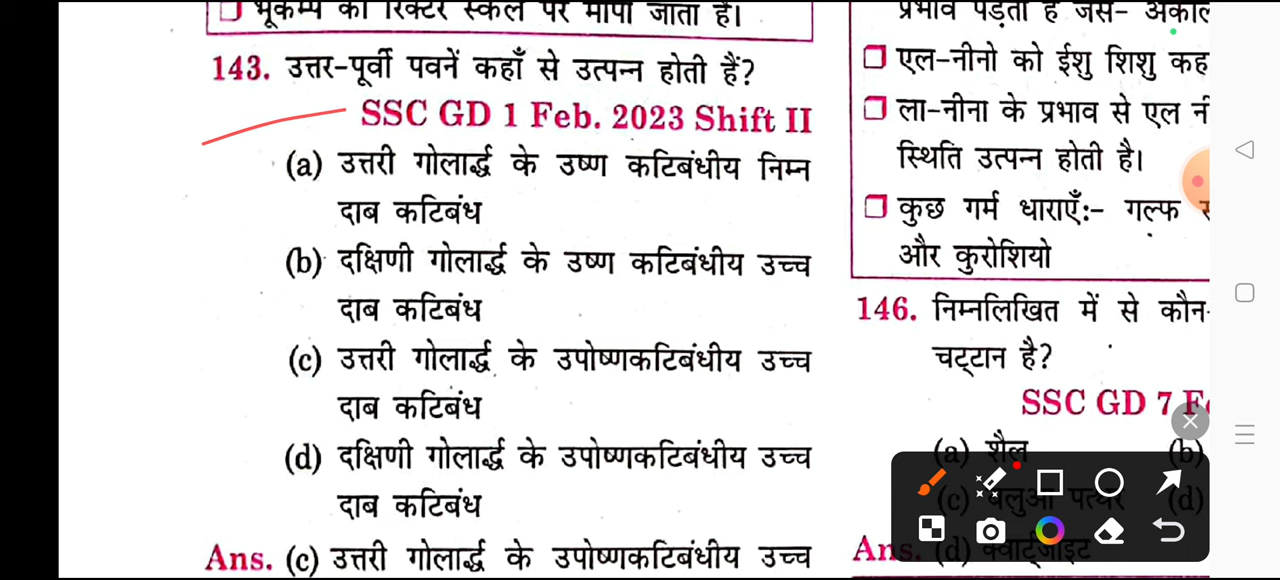 भूकम्प को रिक्टर स्केल पर मापा जाता है।
143. उत्तर-पूर्वी पवनें कहाँ से उत्पन्न होती हैं?
SSC GD 1 Feb. 2023 Shift II
(a) उत्तरी गोलार्द्ध के उष्ण कटिबंधीय निम्न
दाब कटिबंध
(b) दक्षिणी गोलार्द्ध के उष्ण कटिबंधीय उच्च
दाब कटिबंध
(c) उत्तरी गोलार्द्ध के उपोष्णकटिबंधीय उच्च
दाब कटिबंध
(d) दक्षिणी गोलार्द्ध के उपोष्णकटिबंधीय उच्च
दाब कटिबंध
Ans. (c) उत्तरी गोलार्द्ध के उपोष्णकटिबंधीय उच्च
प्रभाव पड़ता है जैसे- अकाल
एल-नीनो को ईशु शिशु कह
ला-नीना के प्रभाव से एल नी
स्थिति उत्पन्न होती है।
कुछ गर्म धाराएँ:- गल्फ
और कुरोशियो
146. निम्नलिखित में से कौन-
चट्टान है?
SSC GD 7 F
(a) शैल (b)
(c) बलुआ पत्थर (d)
Ans. (d) क्वार्ट्जाइट